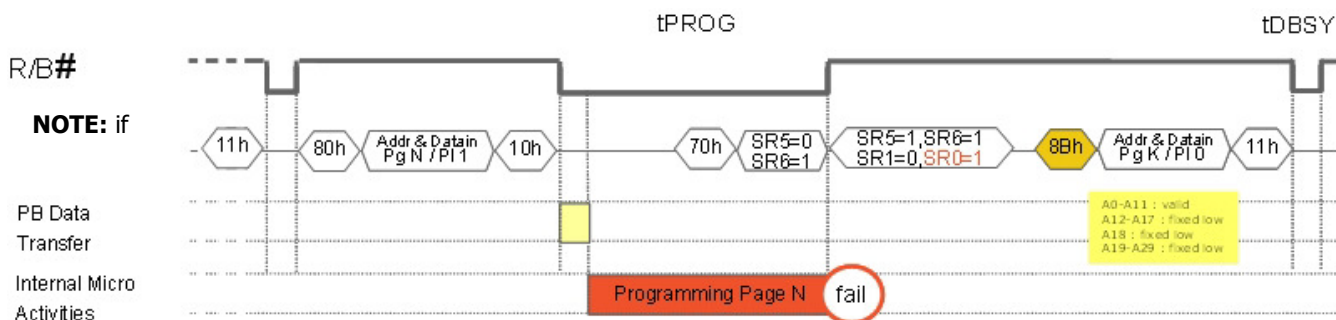 tPROG
tDBSY
R/B#
NOTE: if
11h
80h
Addr & Datain
Pg N / Pl 1
10h
70h
SR5=0
SR6=1
SR5=1,SR6=1
SR1=0,SR0=1
8Bh
Addr & Datain
Pg K / Pl 0
11h
PB Data
Transfer
A0-A11 : valid
A12-A17 : fixed low
A18 : fixed low
A19-A29 : fixed low
Internal Micro
Activities
Programming Page N
fail